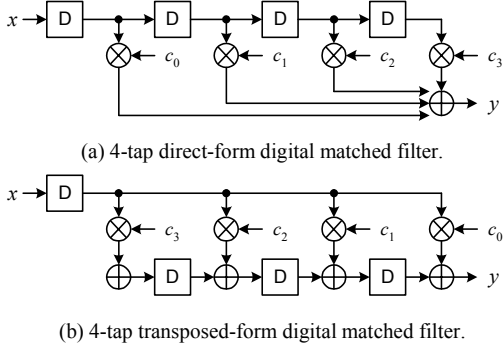 x D D D D
c0 c1 c2 c3
y
(a) 4-tap direct-form digital matched filter.
x D
c3 c2 c1 c0
D D D y
(b) 4-tap transposed-form digital matched filter.